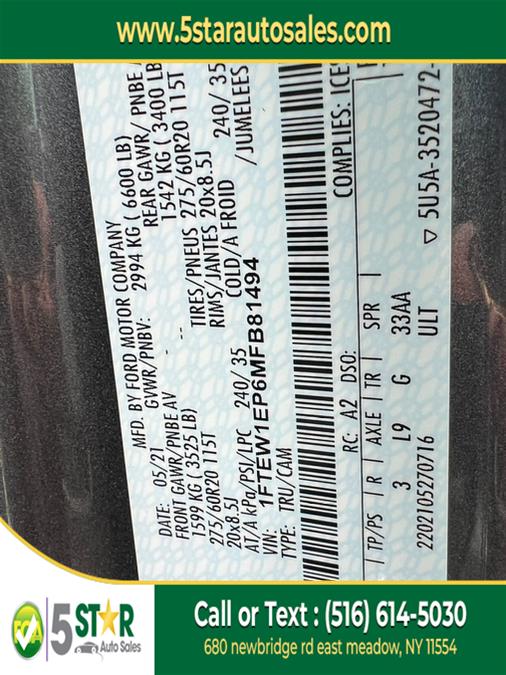 www.5starautosales.com
MFD. BY FORD MOTOR COMPANY
DATE: 05/21
GVWR/PNBV: 2994 KG ( 6600 LB)
FRONT GAWR/PNBE AV
REAR GAWR/ PNBE A
1599 KG ( 3525 LB)
1542 KG ( 3400 LB
275/60R20 115T
TIRES/PNEUS 275/60R20 115T
20x8.5J
RIMS/JANTES 20x8.5J
AT/A kPa/PSI/LPC 240/ 35
COLD/A FROID 240/ 35
VIN: 1FTEW1EP6MFB81494
/JUMELEES
TYPE: TRU/CAM
COMPLIES: ICES
RC: A2 DSO:
| TP/PS | R | AXLE | TR | SPR |
3 L9 G 33AA
2202105270716 ULT
▽ 5U5A-3520472-
5 STAR
Auto Sales
Call or Text : (516) 614-5030
680 newbridge rd east meadow, NY 11554